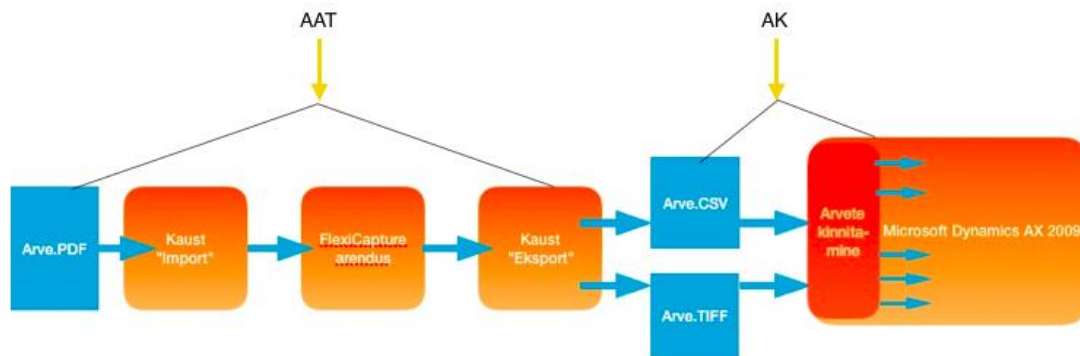 AAT
AK
Arve.PDF
Kaust
"Import"
FlexiCapture
arendus
Kaust
"Eksport"
Arve.CSV
Arve.TIFF
Arvete
kinnita-
mine
Microsoft Dynamics AX 2009